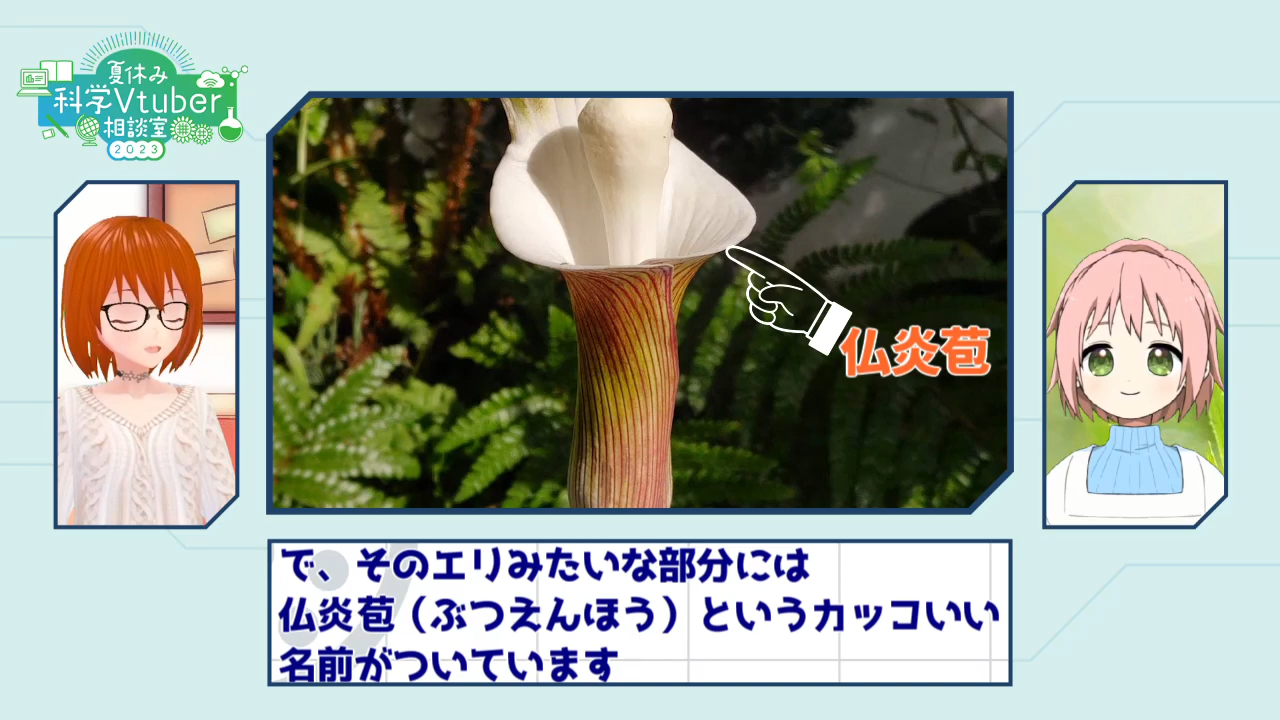 夏休み
科学Vtuber
相談室
2023
仏炎苞
で、そのエリみたいな部分には
仏炎苞（ぶつえんほう）というカッコいい
名前がついています